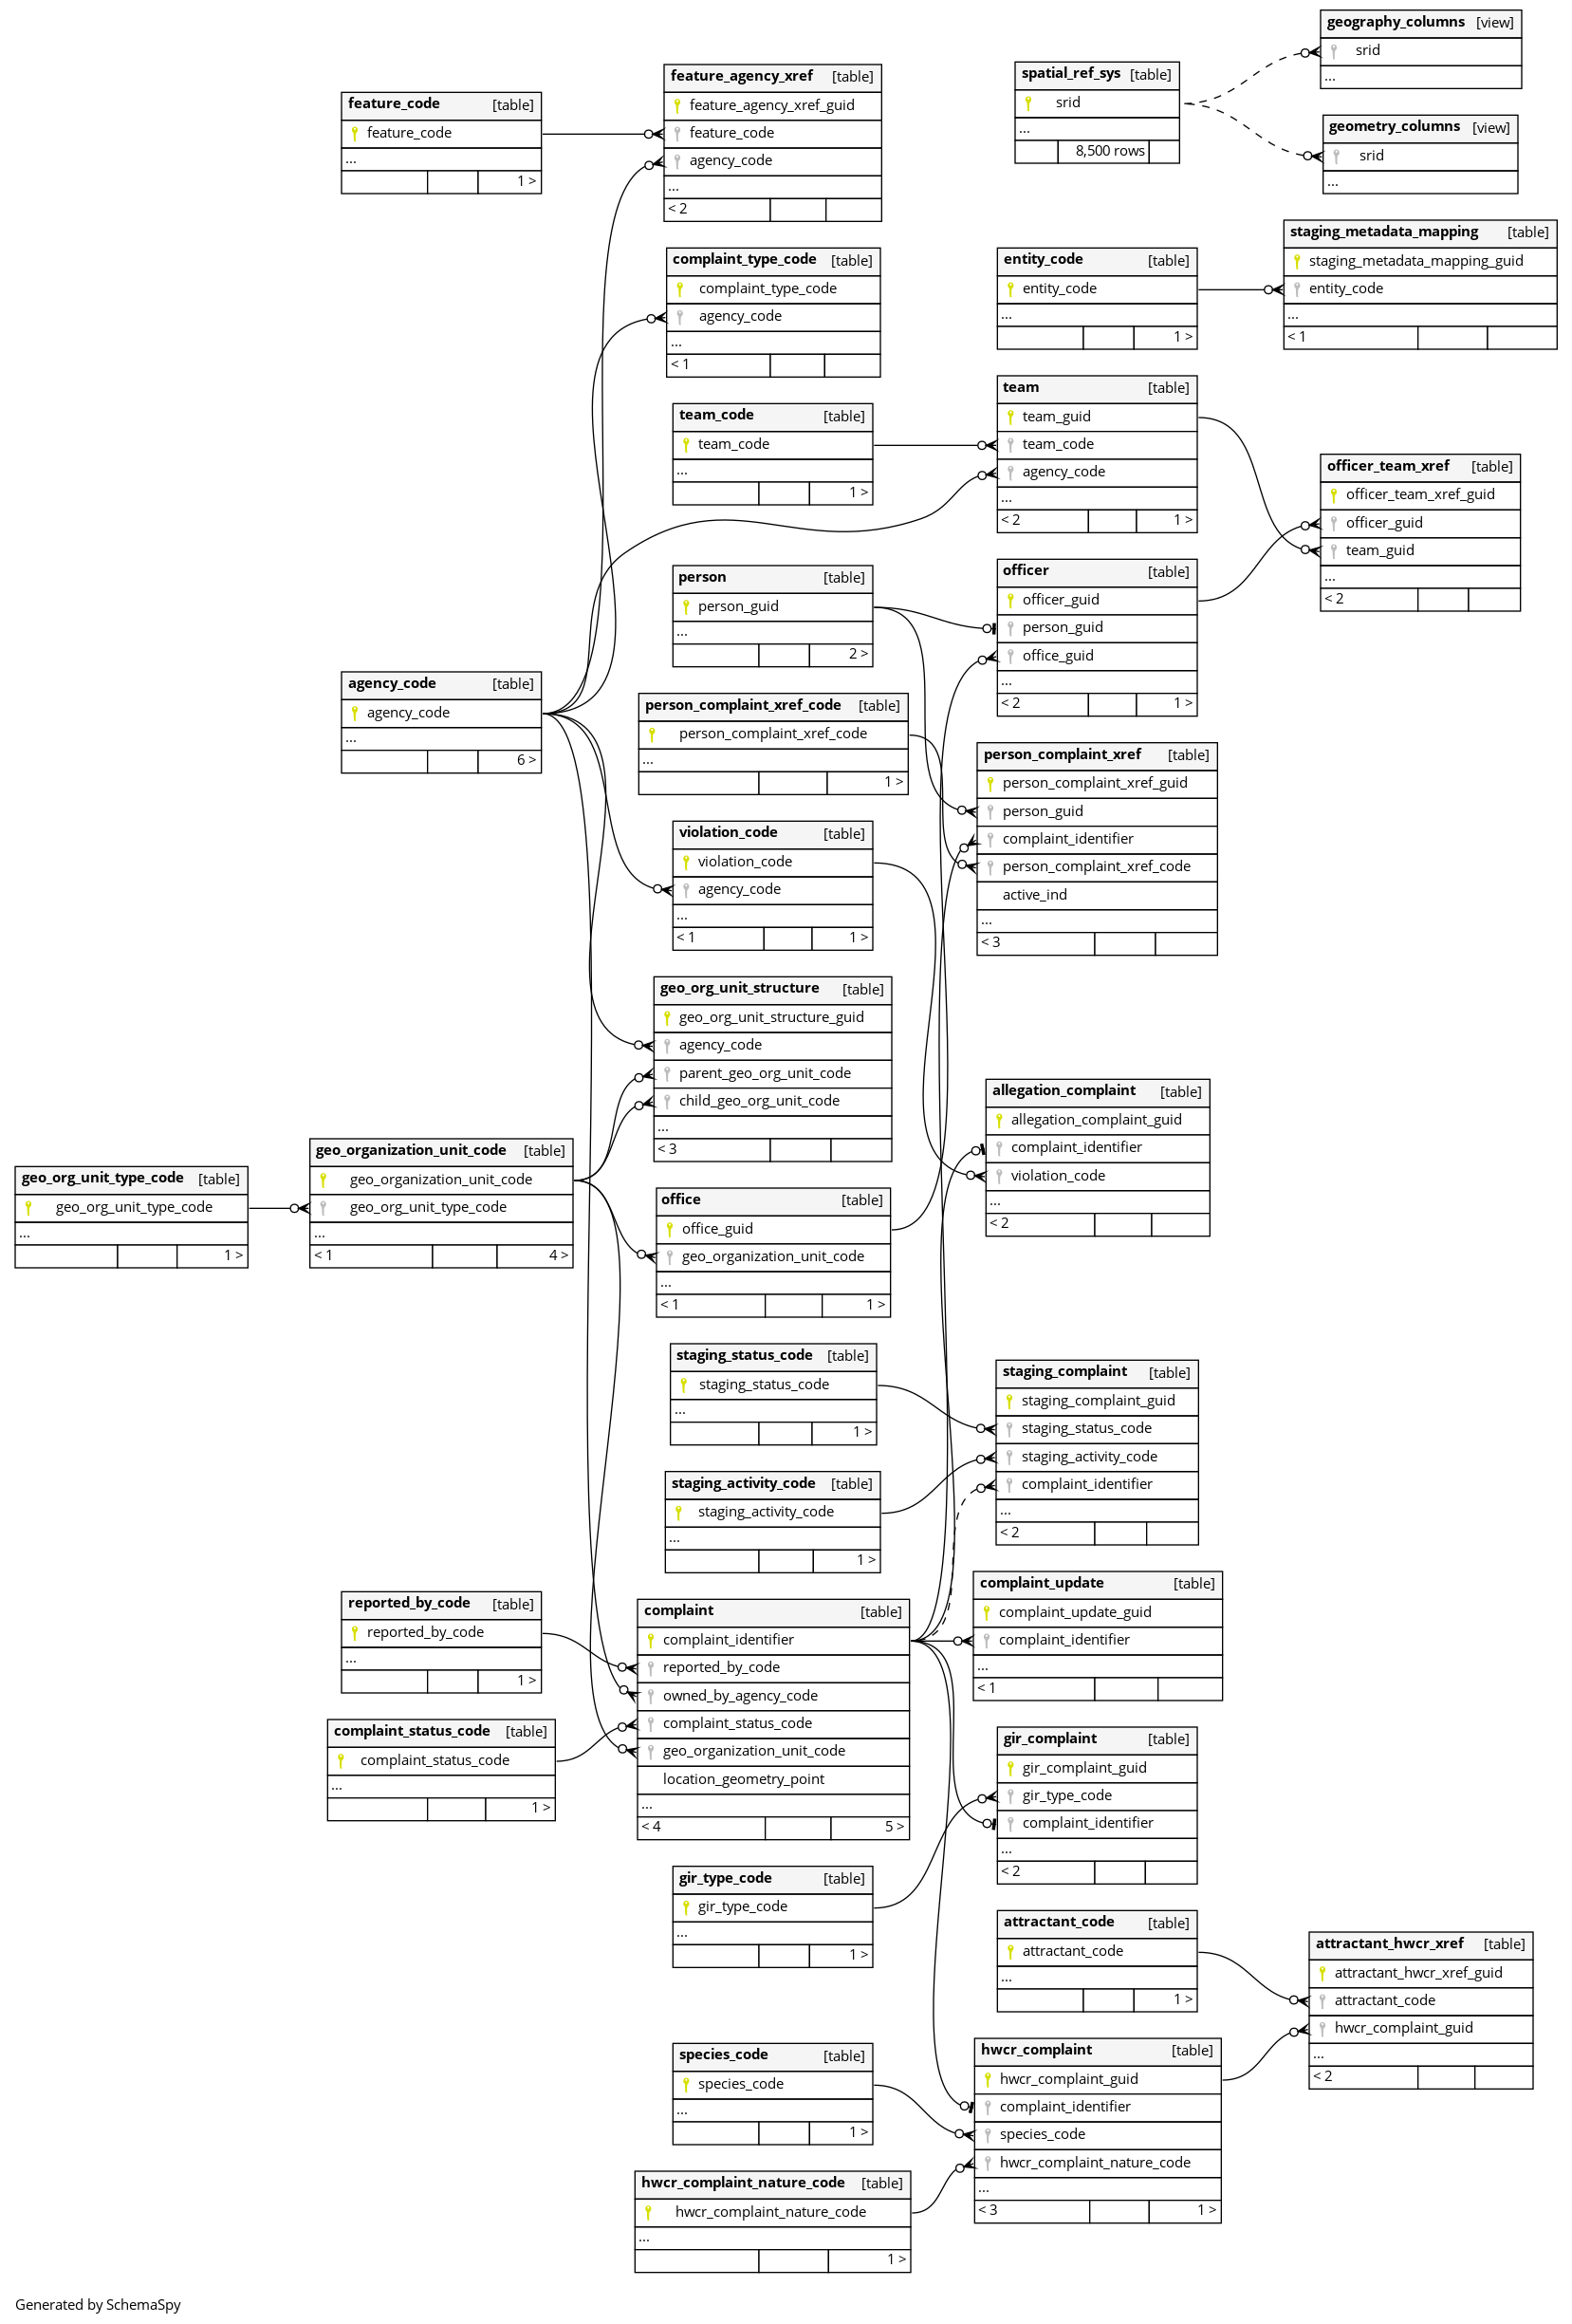 geography_columns [view]
srid
...
spatial_ref_sys [table]
srid
...
8,500 rows
geometry_columns [view]
srid
...
feature_agency_xref [table]
feature_agency_xref_guid
feature_code
agency_code
...
< 2
feature_code [table]
feature_code
...
1 >
staging_metadata_mapping [table]
staging_metadata_mapping_guid
entity_code
...
< 1
complaint_type_code [table]
complaint_type_code
agency_code
...
< 1
entity_code [table]
entity_code
...
1 >
team_code [table]
team_code
...
1 >
team [table]
team_guid
team_code
agency_code
...
< 2 1 >
officer_team_xref [table]
officer_team_xref_guid
officer_guid
team_guid
...
< 2
person [table]
person_guid
...
2 >
officer [table]
officer_guid
person_guid
office_guid
...
< 2 1 >
agency_code [table]
agency_code
...
6 >
person_complaint_xref_code [table]
person_complaint_xref_code
...
1 >
person_complaint_xref [table]
person_complaint_xref_guid
person_guid
complaint_identifier
person_complaint_xref_code
active_ind
...
< 3
violation_code [table]
violation_code
agency_code
...
< 1 1 >
geo_org_unit_structure [table]
geo_org_unit_structure_guid
agency_code
parent_geo_org_unit_code
child_geo_org_unit_code
...
< 3
allegation_complaint [table]
allegation_complaint_guid
complaint_identifier
violation_code
...
< 2
geo_org_unit_type_code [table]
geo_org_unit_type_code
...
1 >
geo_organization_unit_code [table]
geo_organization_unit_code
geo_org_unit_type_code
...
< 1 4 >
office [table]
office_guid
geo_organization_unit_code
...
< 1 1 >
staging_status_code [table]
staging_status_code
...
1 >
staging_complaint [table]
staging_complaint_guid
staging_status_code
staging_activity_code
complaint_identifier
...
< 2
staging_activity_code [table]
staging_activity_code
...
1 >
reported_by_code [table]
reported_by_code
...
1 >
complaint [table]
complaint_identifier
reported_by_code
owned_by_agency_code
complaint_status_code
geo_organization_unit_code
location_geometry_point
...
< 4 5 >
complaint_update [table]
complaint_update_guid
complaint_identifier
...
< 1
complaint_status_code [table]
complaint_status_code
...
1 >
gir_complaint [table]
gir_complaint_guid
gir_type_code
complaint_identifier
...
< 2
gir_type_code [table]
gir_type_code
...
1 >
attractant_code [table]
attractant_code
...
1 >
attractant_hwcr_xref [table]
attractant_hwcr_xref_guid
attractant_code
hwcr_complaint_guid
...
< 2
species_code [table]
species_code
...
1 >
hwcr_complaint [table]
hwcr_complaint_guid
complaint_identifier
species_code
hwcr_complaint_nature_code
...
< 3 1 >
hwcr_complaint_nature_code [table]
hwcr_complaint_nature_code
...
1 >
Generated by SchemaSpy